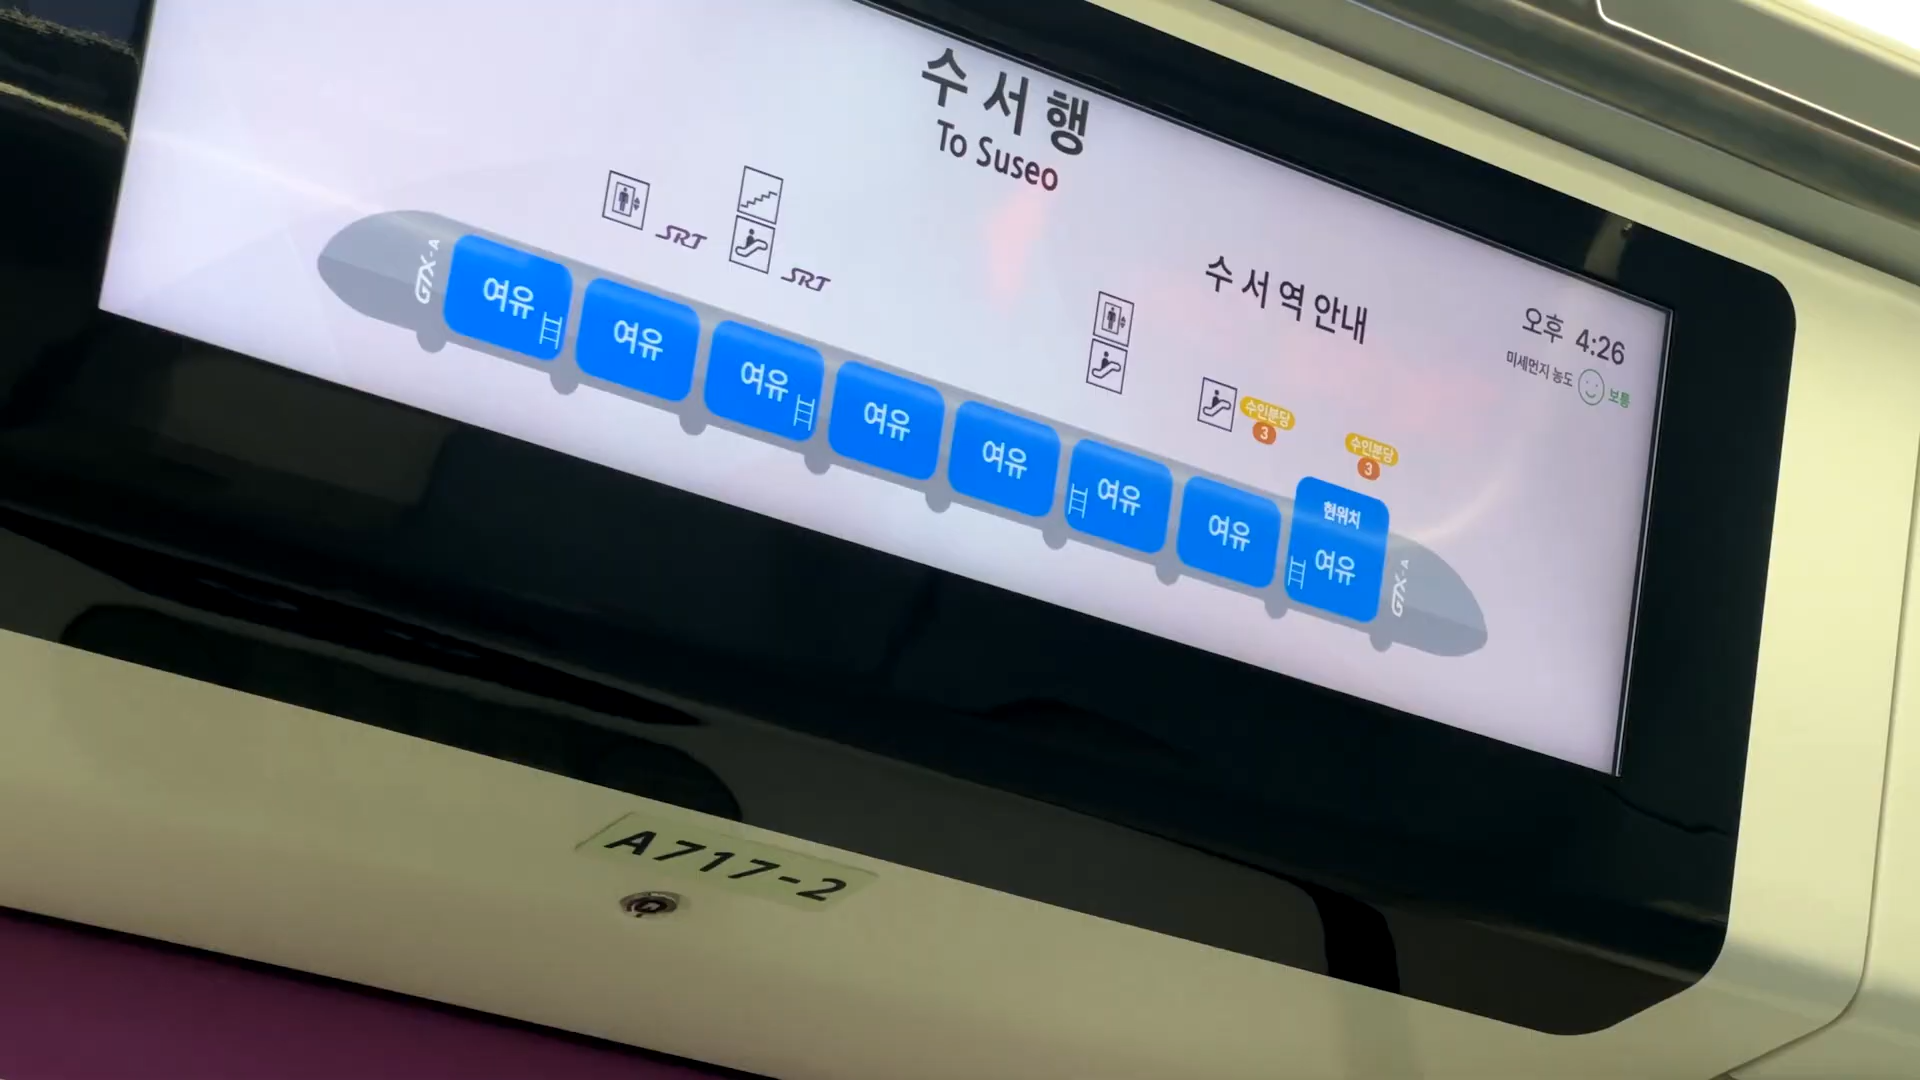 수서행
To Suseo
수서역 안내
오후 4:26
미세먼지 농도 보통
SRT
SRT
수인분당
3
수인분당
3
GTX-A
여유
여유
여유
여유
여유
여유
여유
현위치
여유
GTX-A
A717-2